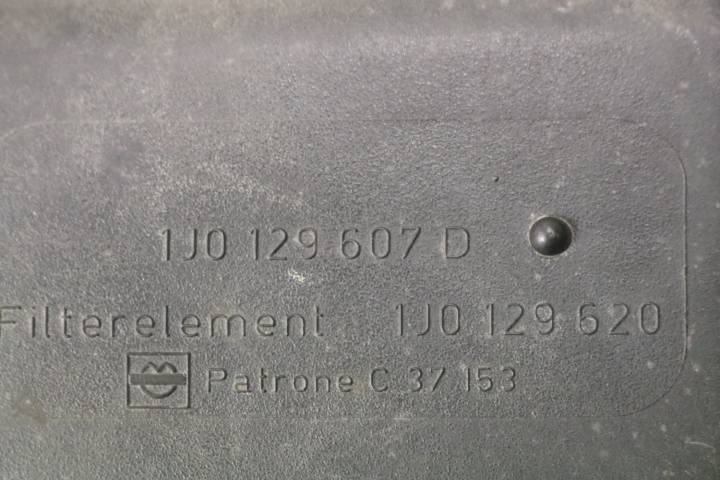 1J0 129 607 D
Filterelement 1J0 129 620
Patrone C 37 153